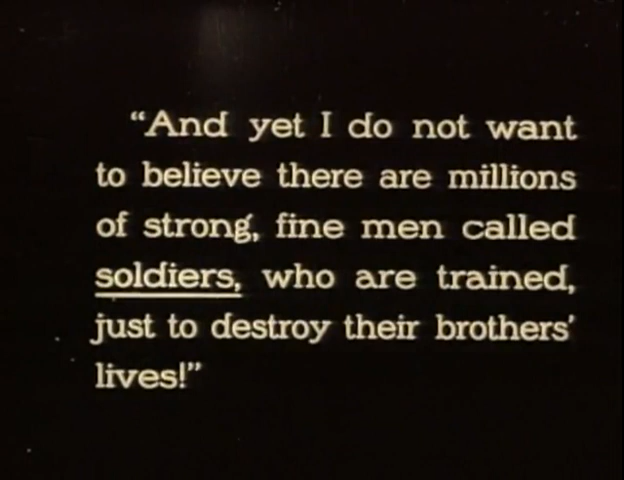 “And yet I do not want
to believe there are millions
of strong, fine men called
soldiers, who are trained,
just to destroy their brothers’
lives!”